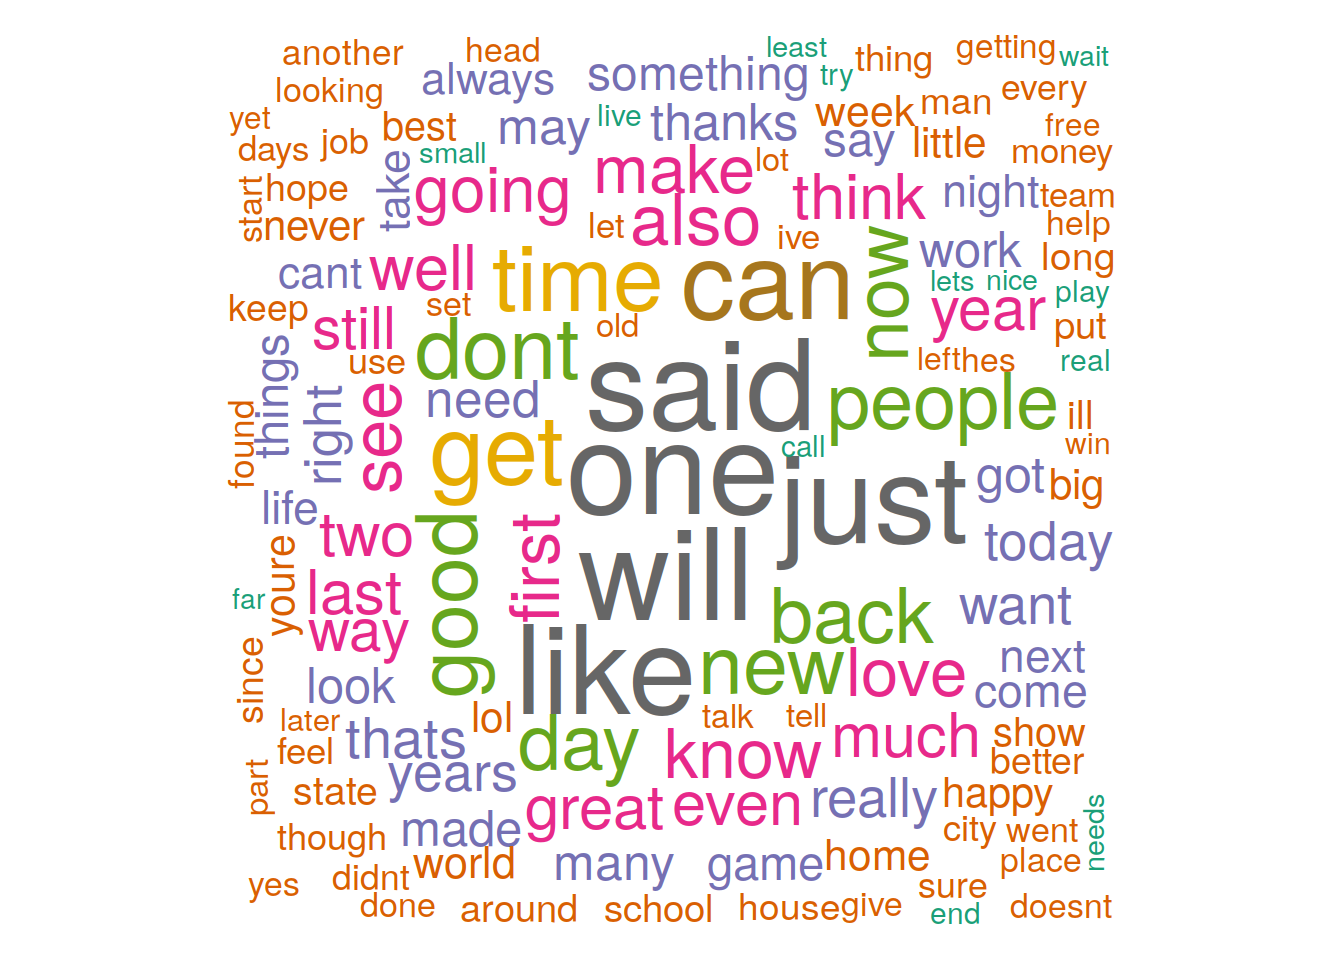 another head least thing getting wait
looking always something try every
yet best may live thanks week man free
days job small say little money
start hope take going make lot think night team
never let also ive now work help
cant well time can lets nice long
keep set year play
still dont old put
things use said left hes real
right see need people ill
found get one call win
life good just got big
two first will today
far youre last back want
way like new love next
since look come
later lol talk tell show
feel thats day know much better
part state years great even really happy
though made city went needs
yes didnt world many game home place
done around school house give sure end doesnt